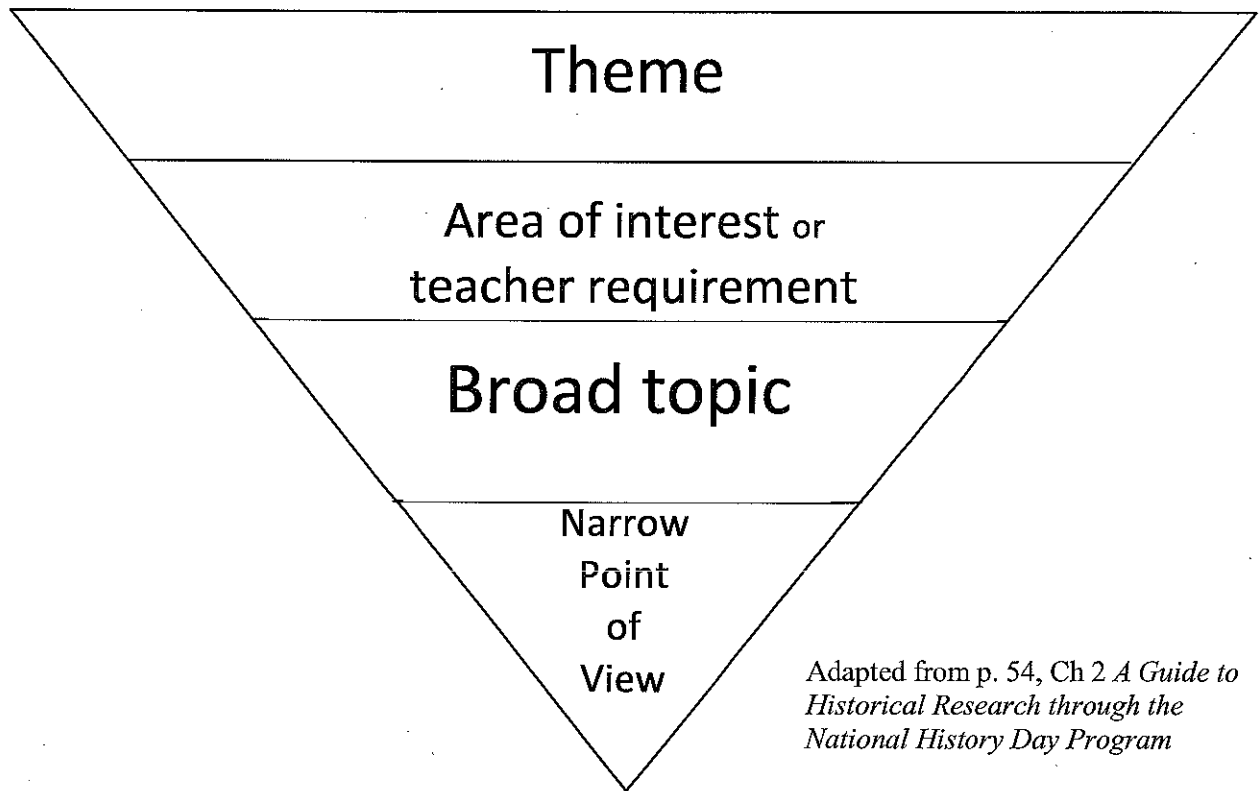 Theme
Area of interest or
teacher requirement
Broad topic
Narrow
Point
of
View
Adapted from p. 54, Ch 2 A Guide to
Historical Research through the
National History Day Program